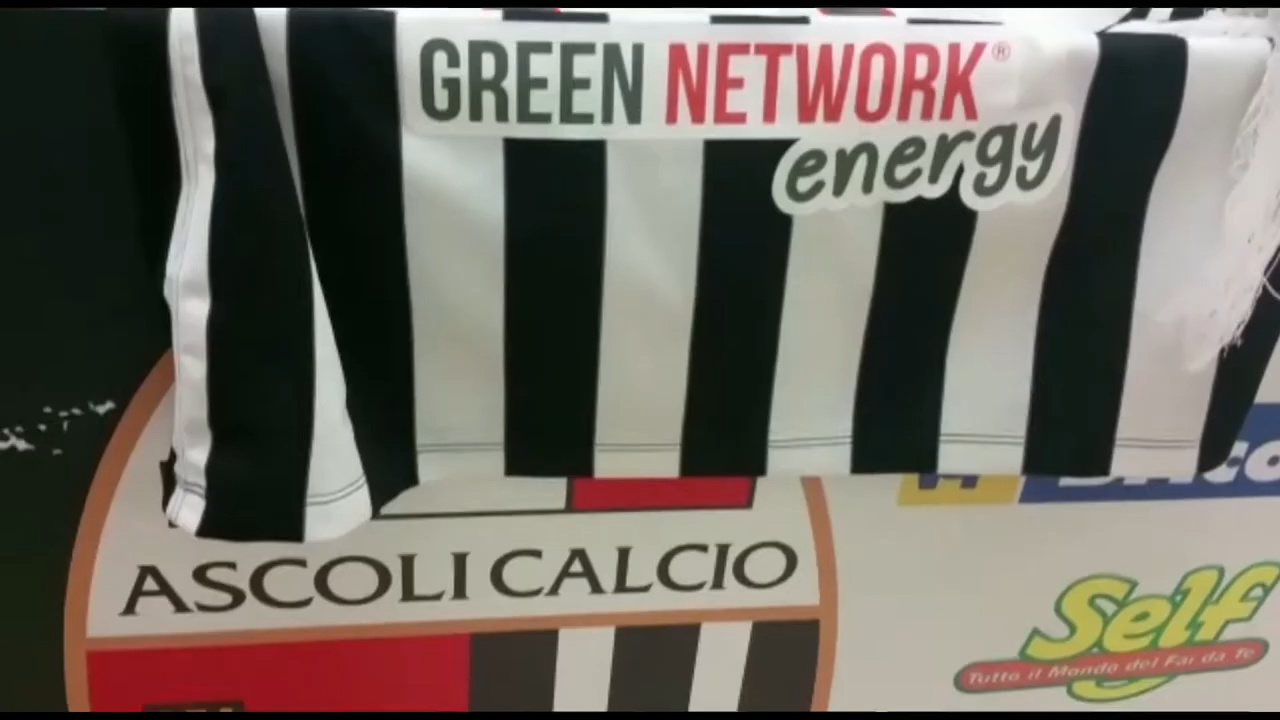 GREEN NETWORK®
energy
ASCOLI CALCIO
Self
Tutto il Mondo del Fai da Te